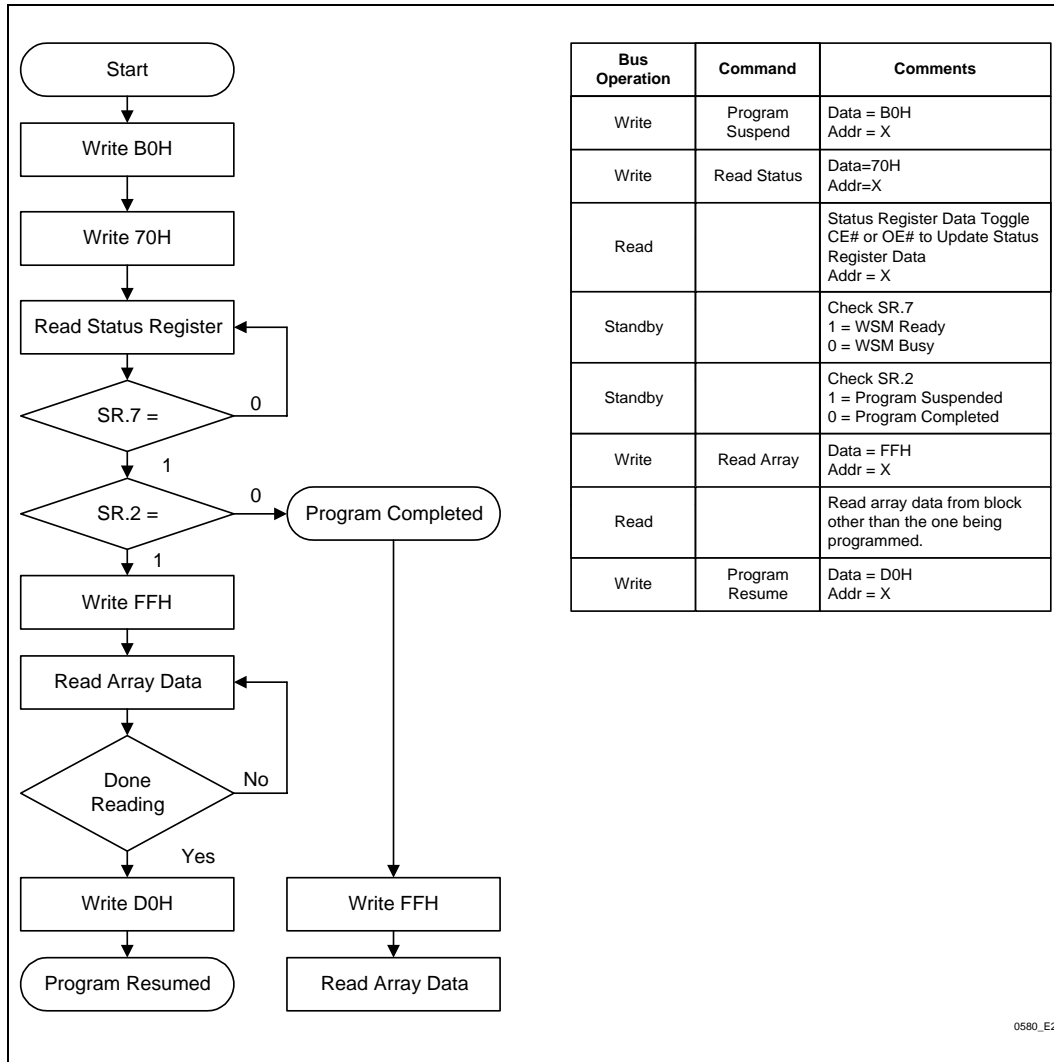 Start
Write B0H
Write 70H
Read Status Register
SR.7 =
0
1
SR.2 =
0
Program Completed
1
Write FFH
Read Array Data
Done
Reading
No
Yes
Write D0H
Write FFH
Program Resumed
Read Array Data
Bus
Operation
Command
Comments
Write
Program
Suspend
Data = B0H
Addr = X
Write
Read Status
Data=70H
Addr=X
Read
Status Register Data Toggle
CE# or OE# to Update Status
Register Data
Addr = X
Standby
Check SR.7
1 = WSM Ready
0 = WSM Busy
Standby
Check SR.2
1 = Program Suspended
0 = Program Completed
Write
Read Array
Data = FFH
Addr = X
Read
Read array data from block
other than the one being
programmed.
Write
Program
Resume
Data = D0H
Addr = X
0580_E2